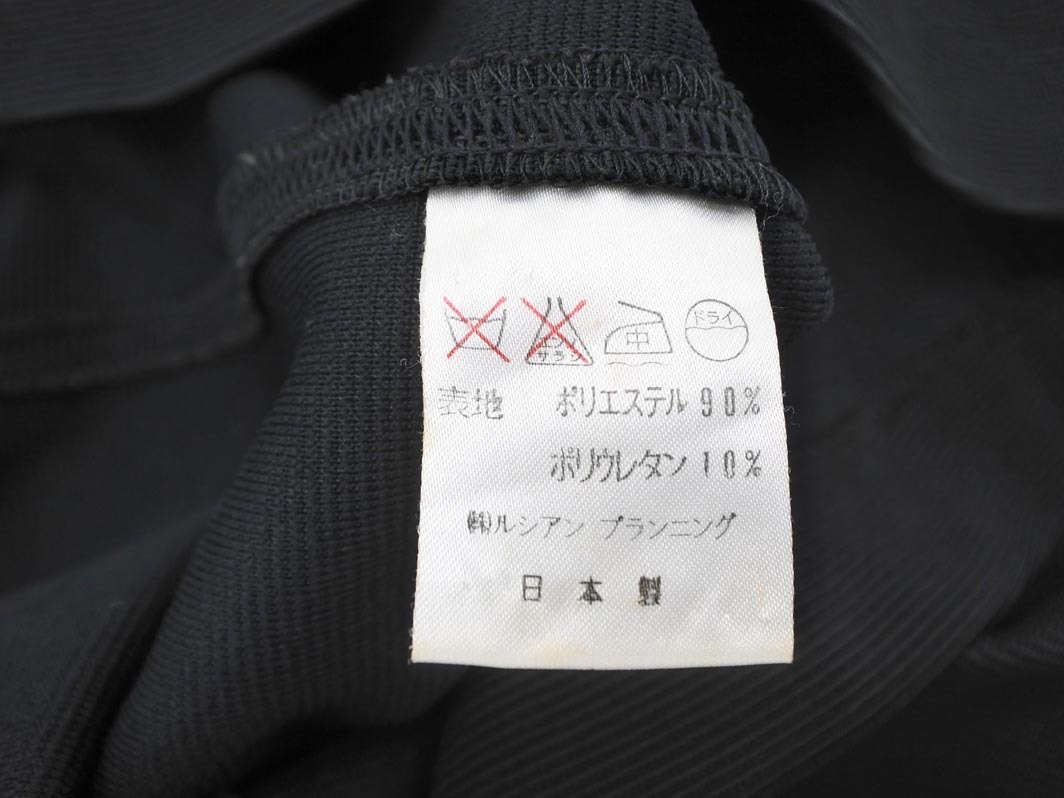 エンソ サラシ 中 ドライ
表地 ポリエステル 90%
ポリウレタン 10%
㈱ルシアン プランニング
日本製